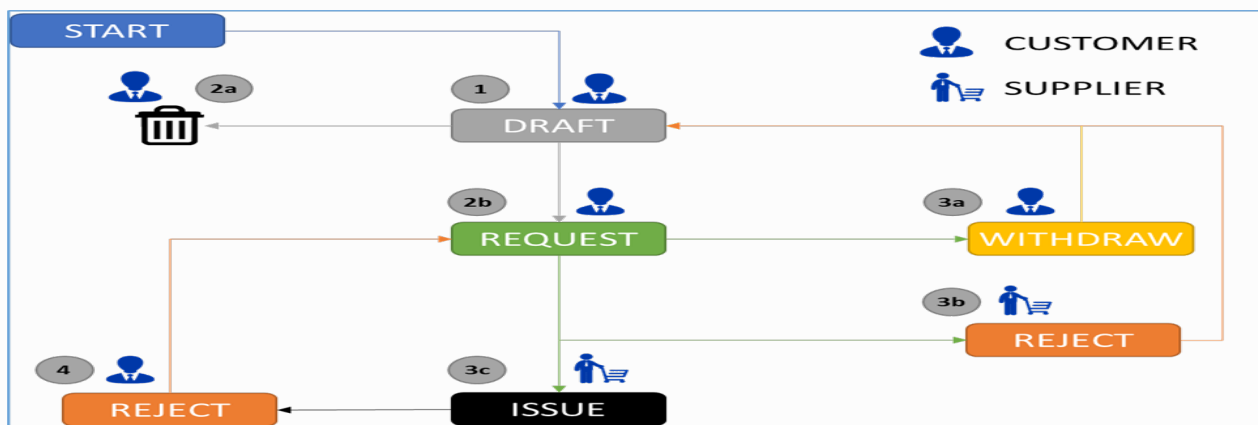 START
CUSTOMER
2a
1
SUPPLIER
DRAFT
2b
3a
REQUEST
WITHDRAW
3b
REJECT
4
3c
REJECT
ISSUE